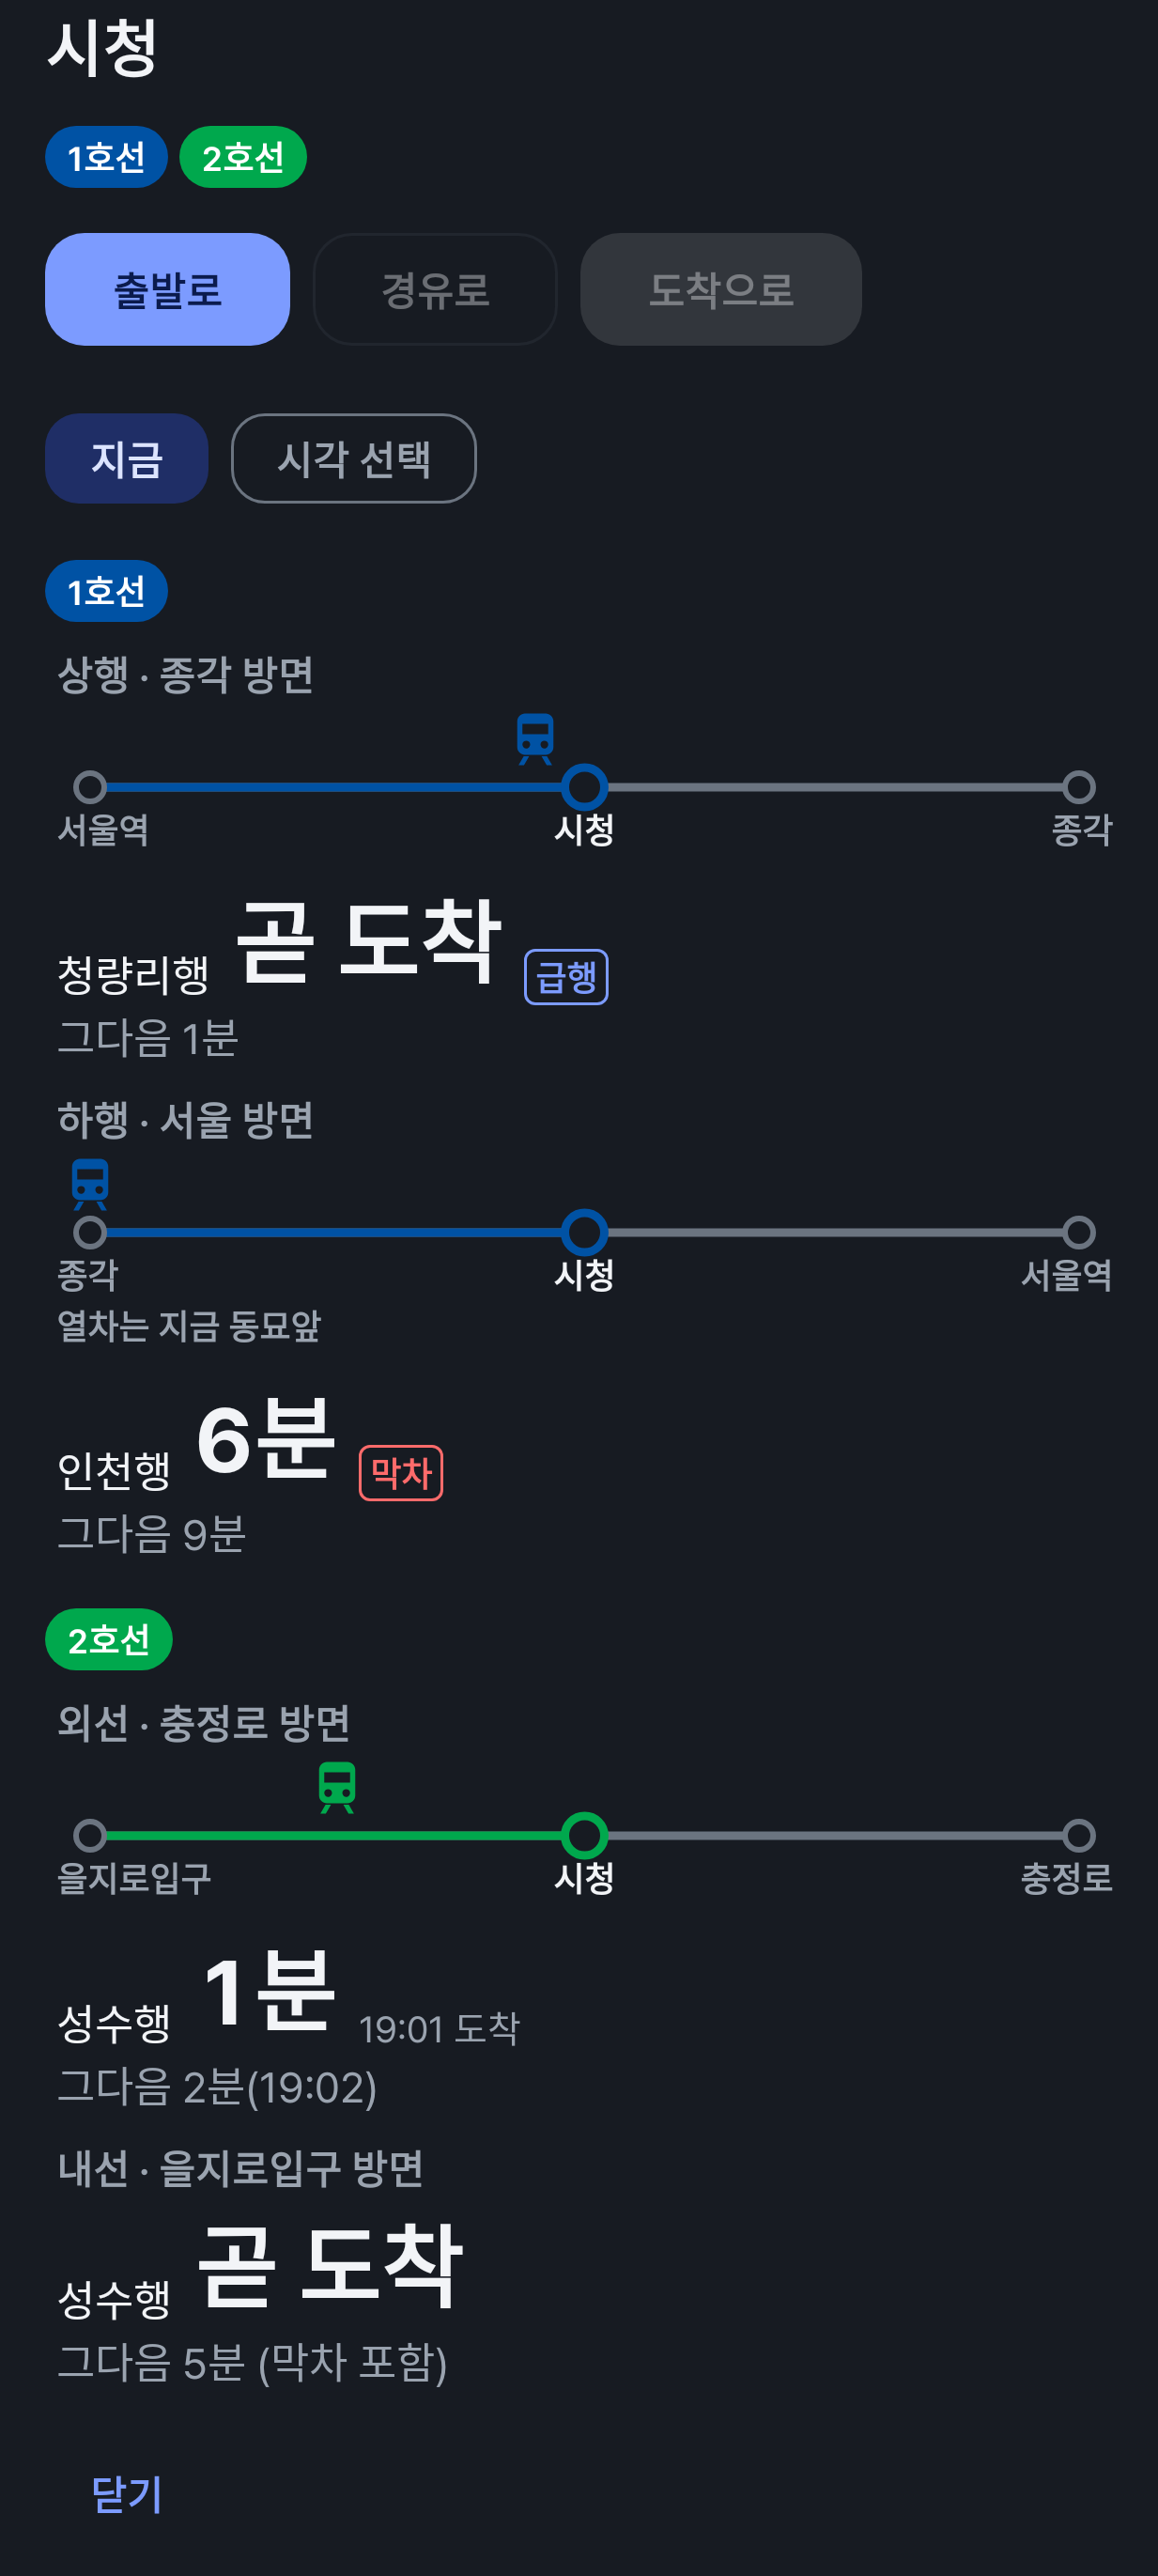 시청
1호선 2호선
출발로 경유로 도착으로
지금 시각 선택
1호선
상행 · 종각 방면
서울역 시청 종각
청량리행 곧 도착 급행
그다음 1분
하행 · 서울 방면
종각 시청 서울역
열차는 지금 동묘앞
인천행 6분 막차
그다음 9분
2호선
외선 · 충정로 방면
을지로입구 시청 충정로
성수행 1분 19:01 도착
그다음 2분(19:02)
내선 · 을지로입구 방면
성수행 곧 도착
그다음 5분 (막차 포함)
닫기